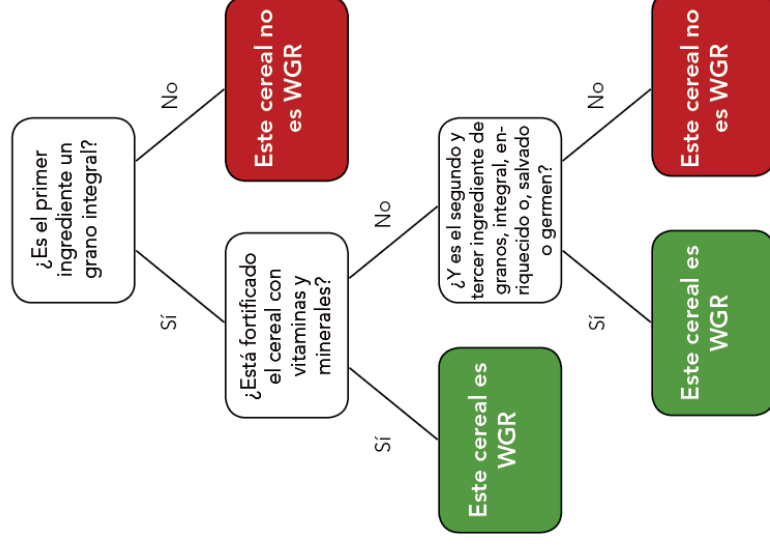 ¿Es el primer
ingrediente un
grano integral?
Sí
No
¿Está fortificado
el cereal con
vitaminas y
minerales?
Este cereal no
es WGR
Sí
No
Este cereal es
WGR
¿Y es el segundo y
tercer ingrediente de
granos, integral, en-
riquecido o, salvado
o germen?
Sí
No
Este cereal es
WGR
Este cereal no
es WGR